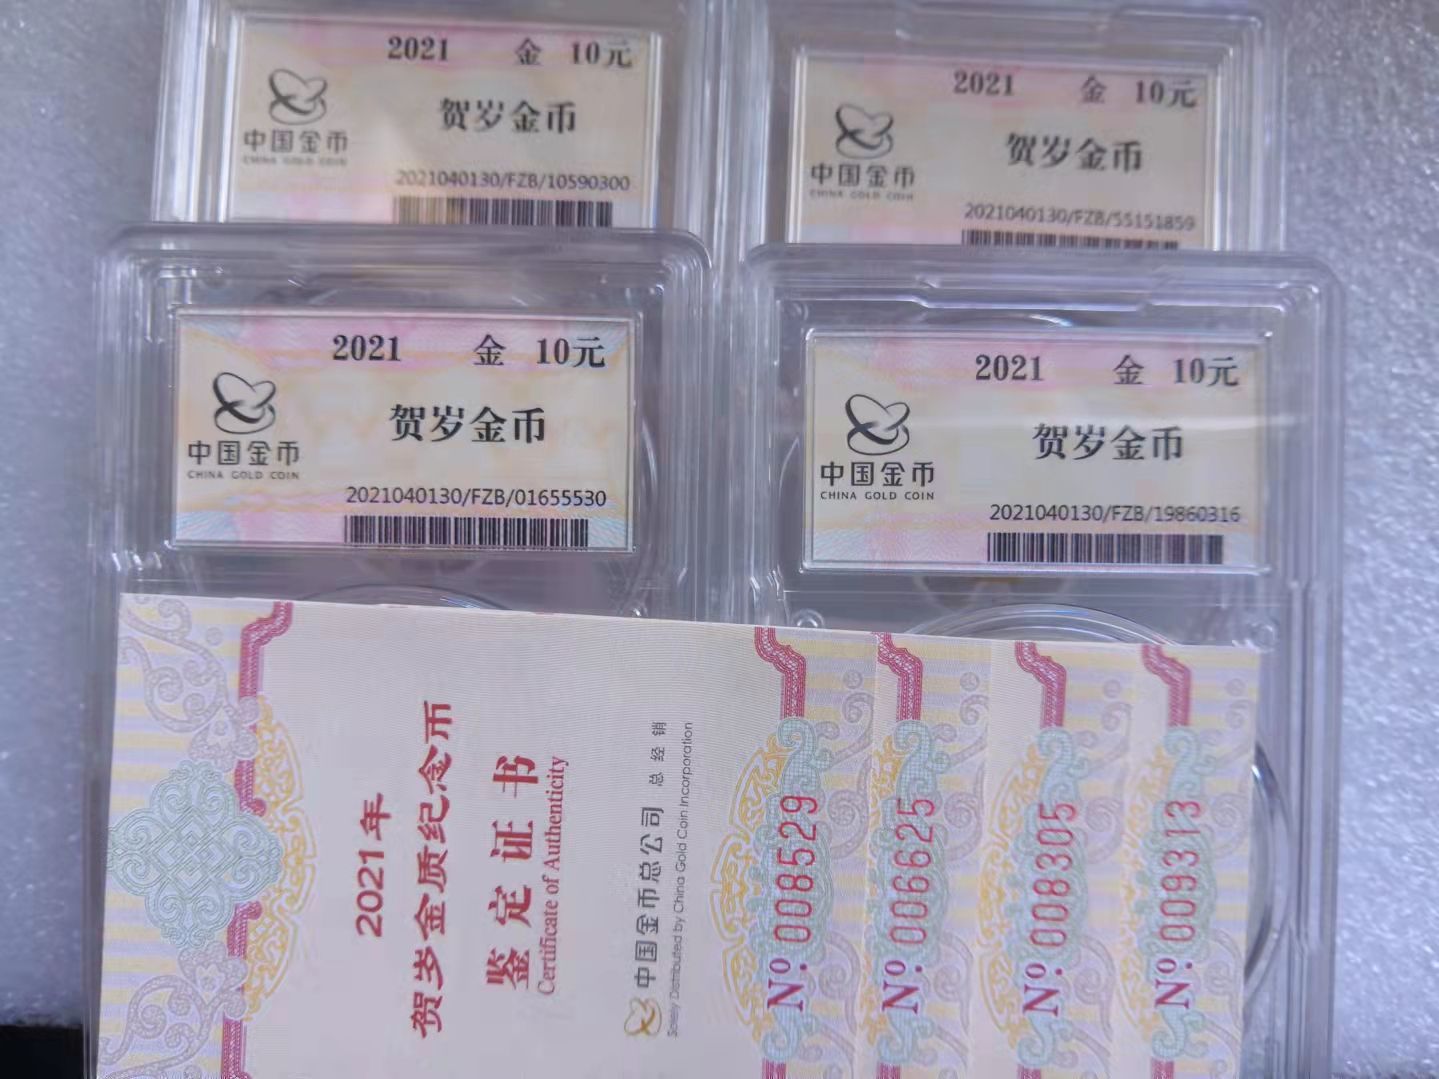 2021 金 10元
中国金币
CHINA GOLD COIN
贺岁金币
2021040130/FZB/10590300
2021 金 10元
中国金币
CHINA GOLD COIN
贺岁金币
2021040130/FZB/55151859
2021 金 10元
中国金币
CHINA GOLD COIN
贺岁金币
2021040130/FZB/01655530
2021 金 10元
中国金币
CHINA GOLD COIN
贺岁金币
2021040130/FZB/19860316
2021年
贺岁金质纪念币
鉴定证书
Certificate of Authenticity
中国金币总公司 总经销
Solely Distributed by China Gold Coin Incorporation
Nº.008529
Nº.006625
Nº.008305
Nº.009313